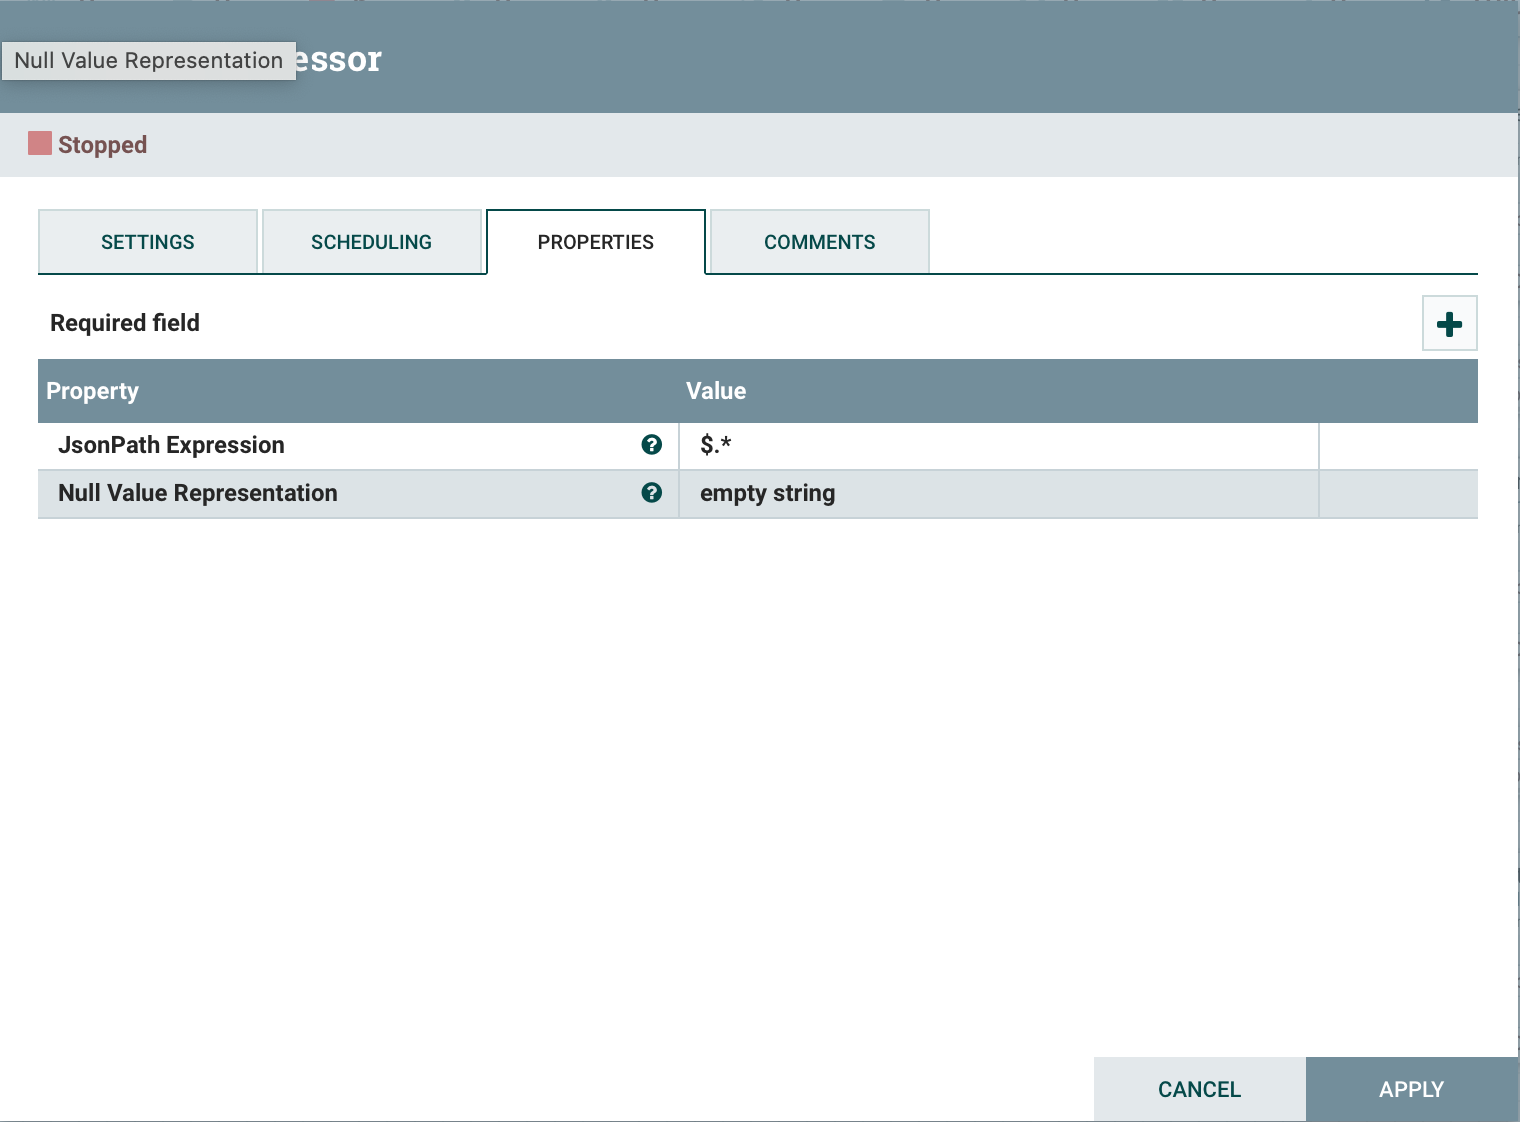 Null Value Representation
essor
Stopped
SETTINGS SCHEDULING PROPERTIES COMMENTS
Required field
Property Value
JsonPath Expression $.*
Null Value Representation empty string
CANCEL APPLY